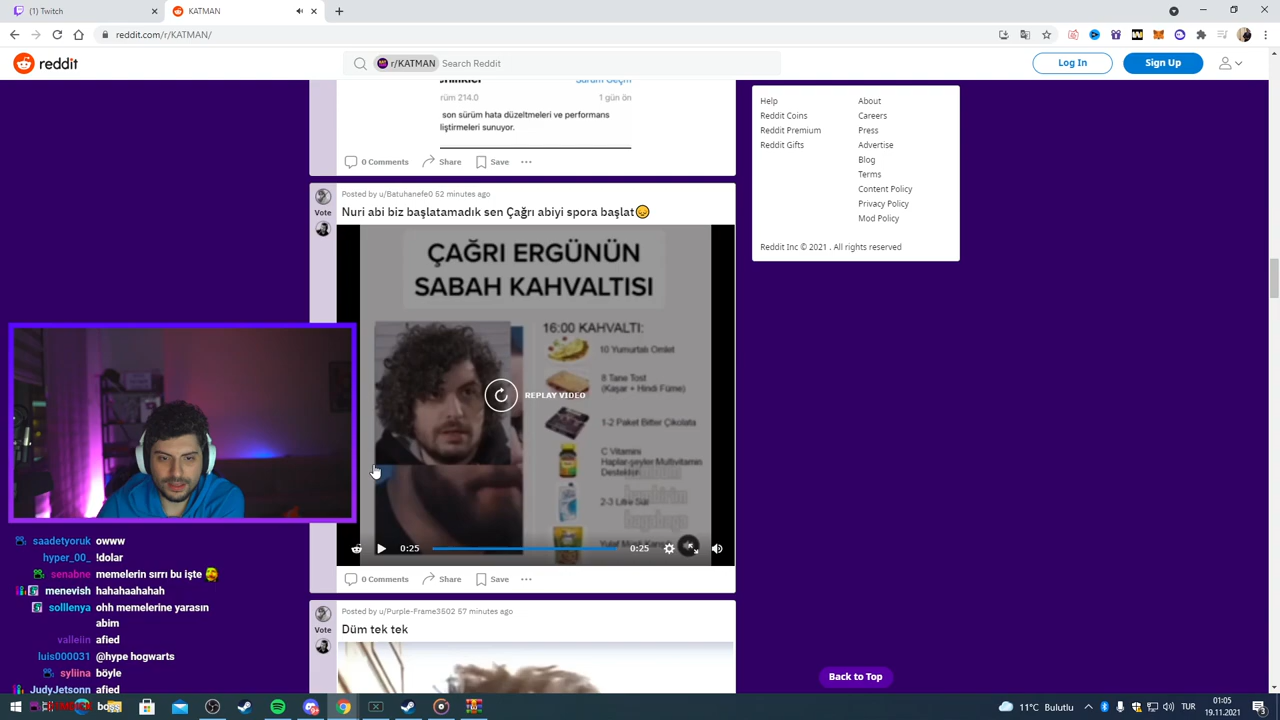 (1) Twitch
KATMAN
reddit.com/r/KATMAN/
reddit
r/KATMAN Search Reddit
Log In
Sign Up
rüm 214.0
1 gün ön
son sürüm hata düzeltmeleri ve performans
liştirmeleri sunuyor.
0 Comments Share Save
Posted by u/Batuhanefe0 52 minutes ago
Vote
Nuri abi biz başlatamadık sen Çağrı abiyi spora başlat😞
ÇAĞRI ERGÜNÜN
SABAH KAHVALTISI
16:00 KAHVALTI:
10 Yumurtalı Omlet
8 Tane Tost
(Kaşar + Hindi Füme)
REPLAY VIDEO
1-2 Paket Bitter Çikolata
C Vitamini
Haplar-şeyler Multivitamin
2-3 Litre Süt
0:25
0:25
0 Comments Share Save
Posted by u/Purple-Frame3502 57 minutes ago
Vote
Düm tek tek
Help
Reddit Coins
Reddit Premium
Reddit Gifts
About
Careers
Press
Advertise
Blog
Terms
Content Policy
Privacy Policy
Mod Policy
Reddit Inc © 2021 . All rights reserved
Back to Top
saadetyoruk owww
hyper_00_ !dolar
senabne memelerin sırrı bu işte
menevish hahahaahahah
solllenya ohh memelerine yarasın
abim
valleiin afied
luis000031 @hype hogwarts
syliina böyle
JudyJetsonn afied
11°C Bulutlu
TUR
01:05
19.11.2021